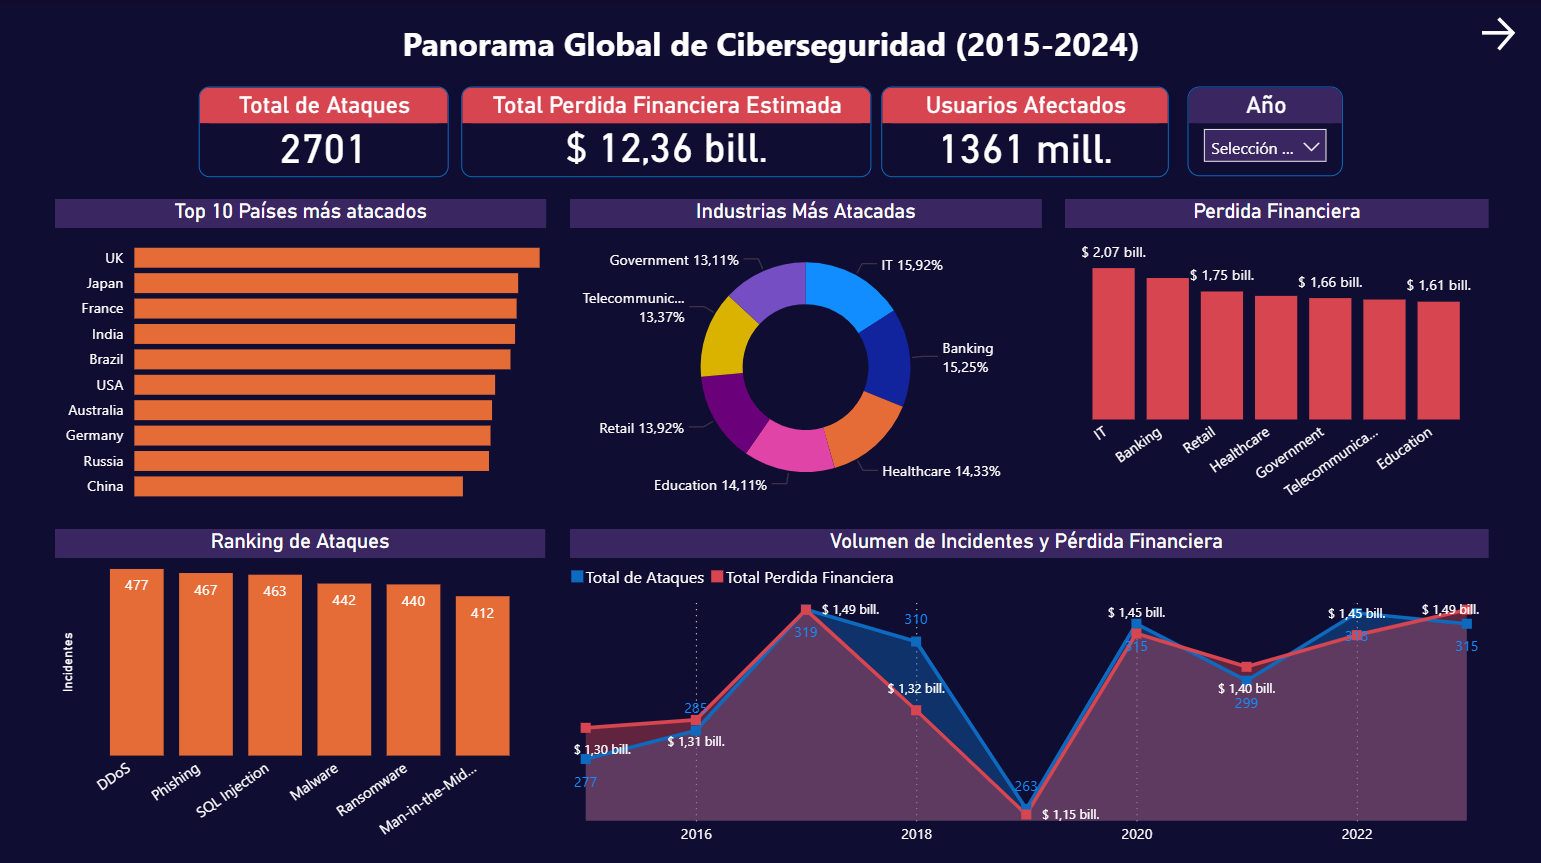 Panorama Global de Ciberseguridad (2015-2024)
Total de Ataques
2701
Total Perdida Financiera Estimada
$ 12,36 bill.
Usuarios Afectados
1361 mill.
Año
Selección ...
Top 10 Países más atacados
UK
Japan
France
India
Brazil
USA
Australia
Germany
Russia
China
Industrias Más Atacadas
Government 13,11%
IT 15,92%
Telecommunic...
13,37%
Banking
15,25%
Retail 13,92%
Healthcare 14,33%
Education 14,11%
Perdida Financiera
$ 2,07 bill.
$ 1,75 bill.
$ 1,66 bill.
$ 1,61 bill.
IT
Banking
Retail
Healthcare
Government
Telecommunica...
Education
Ranking de Ataques
Incidentes
477
467
463
442
440
412
DDoS
Phishing
SQL Injection
Malware
Ransomware
Man-in-the-Mid...
Volumen de Incidentes y Pérdida Financiera
Total de Ataques
Total Perdida Financiera
$ 1,30 bill.
277
285
$ 1,31 bill.
$ 1,49 bill.
319
310
$ 1,32 bill.
263
$ 1,15 bill.
$ 1,45 bill.
315
$ 1,40 bill.
299
$ 1,45 bill.
$ 1,49 bill.
315
2016
2018
2020
2022